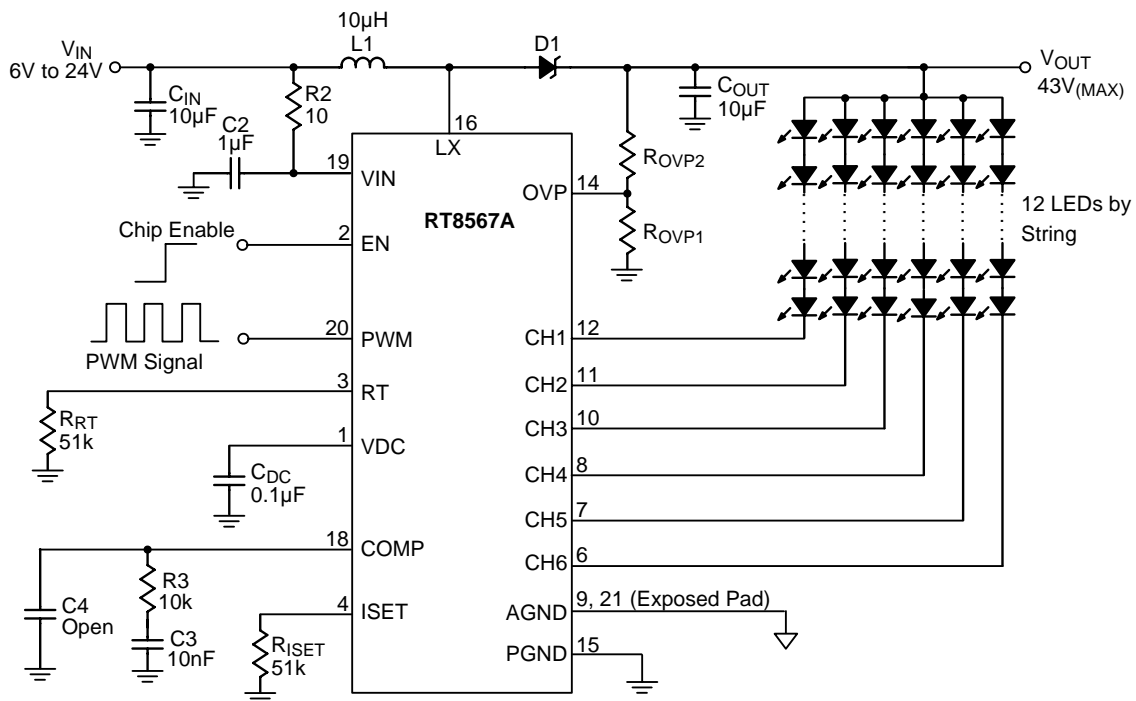 10µH
L1
D1
VIN
6V to 24V
VOUT
43V(MAX)
CIN
10µF
R2
10
C2
1µF
COUT
10µF
16
LX
19
VIN
ROVP2
OVP
14
RT8567A
ROVP1
12 LEDs by
String
Chip Enable
2
EN
20
PWM
PWM Signal
CH1
12
CH2
11
3
RT
RRT
51k
CH3
10
1
VDC
CDC
0.1µF
CH4
8
CH5
7
18
COMP
CH6
6
R3
10k
C4
Open
C3
10nF
4
ISET
RISET
51k
AGND
9, 21 (Exposed Pad)
PGND
15